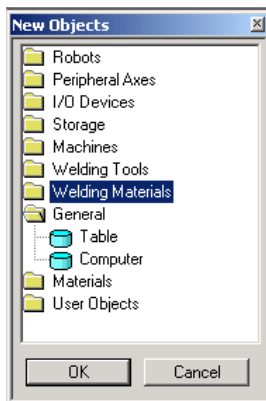 New Objects
Robots
Peripheral Axes
I/O Devices
Storage
Machines
Welding Tools
Welding Materials
General
Table
Computer
Materials
User Objects
OK Cancel